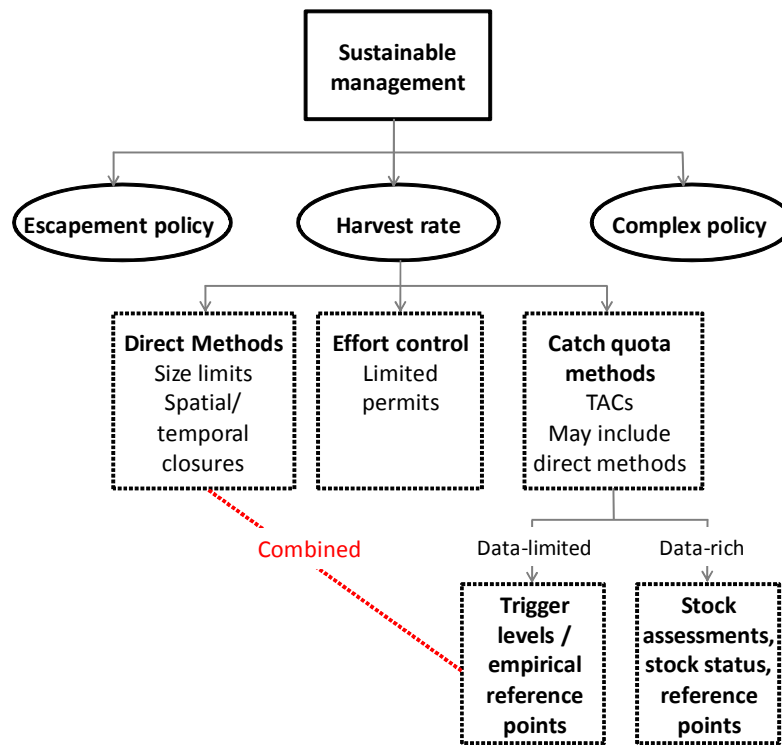 Sustainable
management
Escapement policy
Harvest rate
Complex policy
Direct Methods
Size limits
Spatial/
temporal
closures
Effort control
Limited
permits
Catch quota
methods
TACs
May include
direct methods
Combined
Data-limited
Data-rich
Trigger
levels /
empirical
reference
points
Stock
assessments,
stock status,
reference
points